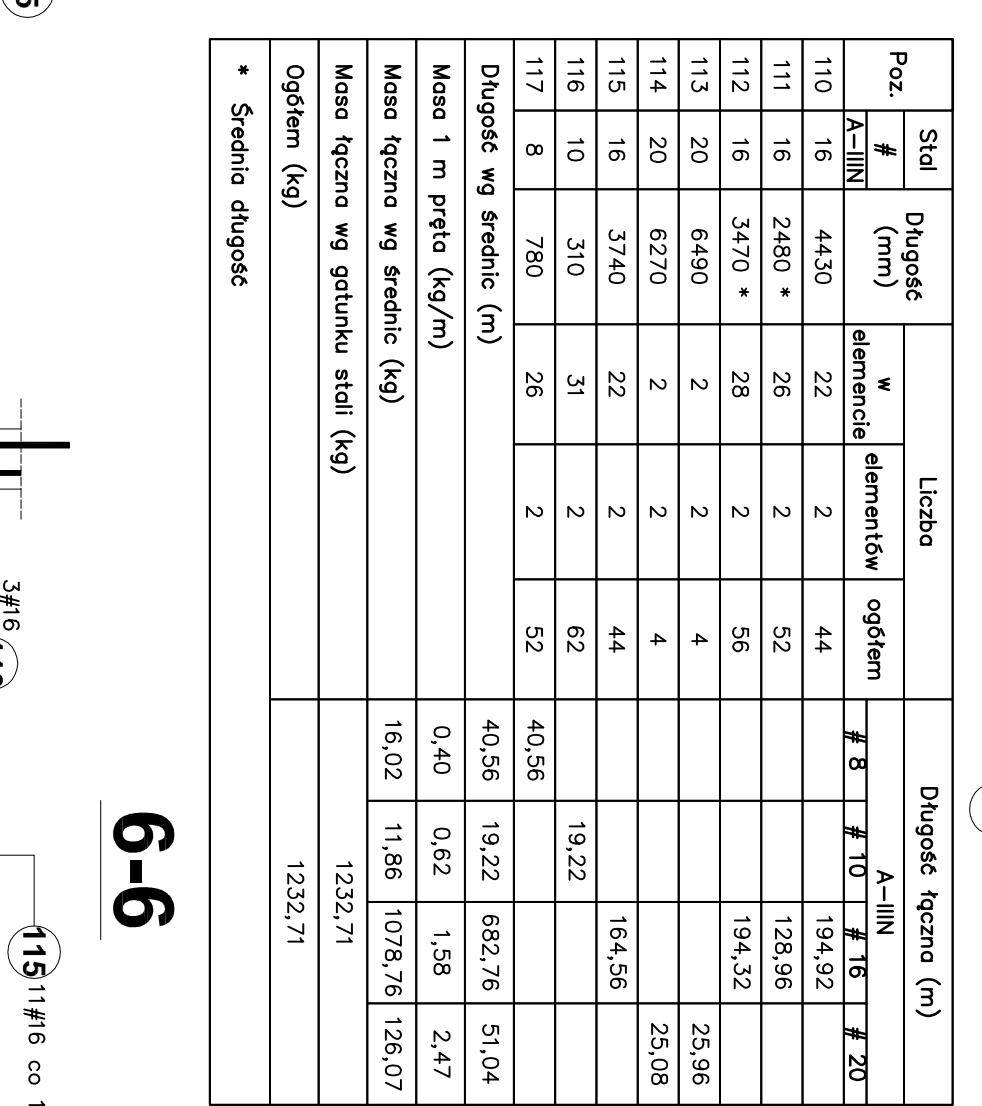 Poz. Stal Długość (mm) Liczba Długość łączna (m)
# w elemencie elementów ogółem A-IIIN
A-IIIN # 8 # 10 # 16 # 20
110 16 4430 22 2 44 194,92
111 16 2480 * 26 2 52 128,96
112 16 3470 * 28 2 56 194,32
113 20 6490 2 2 4 25,96
114 20 6270 2 2 4 25,08
115 16 3740 22 2 44 164,56
116 10 310 31 2 62 19,22
117 8 780 26 2 52 40,56
Długość wg średnic (m) 40,56 19,22 682,76 51,04
Masa 1 m pręta (kg/m) 0,40 0,62 1,58 2,47
Masa łączna wg średnic (kg) 16,02 11,86 1078,76 126,07
Masa łączna wg gatunku stali (kg) 1232,71
Ogółem (kg) 1232,71
* Średnia długość
6-6
3#16
115 11#16 co